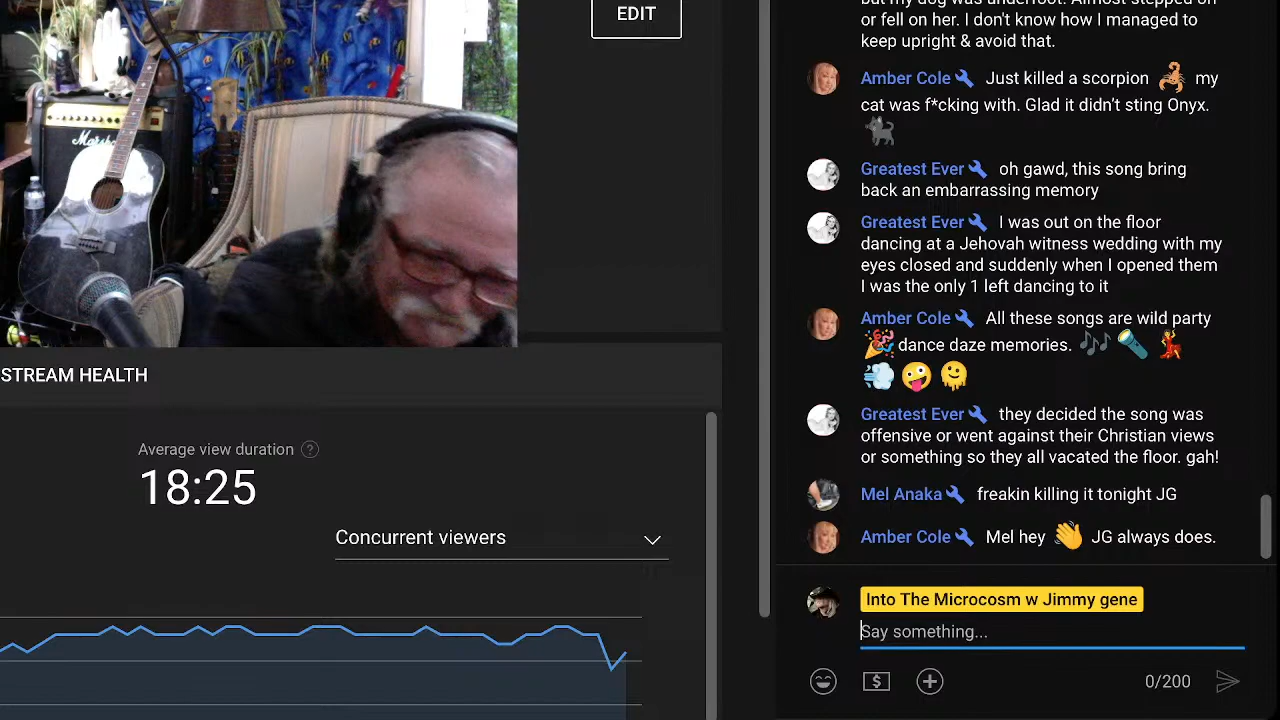 EDIT
Marshall
STREAM HEALTH
Average view duration ?
18:25
Concurrent viewers
but my dog was underfoot. Almost stepped on
or fell on her. I don't know how I managed to
keep upright & avoid that.
Amber Cole Just killed a scorpion 🦂 my
cat was f*cking with. Glad it didn't sting Onyx.
🐈‍⬛
Greatest Ever oh gawd, this song bring
back an embarrassing memory
Greatest Ever I was out on the floor
dancing at a Jehovah witness wedding with my
eyes closed and suddenly when I opened them
I was the only 1 left dancing to it
Amber Cole All these songs are wild party
🎉 dance daze memories. 🎶 🔦 💃
💨 🤪 🫠
Greatest Ever they decided the song was
offensive or went against their Christian views
or something so they all vacated the floor. gah!
Mel Anaka freakin killing it tonight JG
Amber Cole Mel hey 👋 JG always does.
Into The Microcosm w Jimmy gene
Say something...
$ 0/200